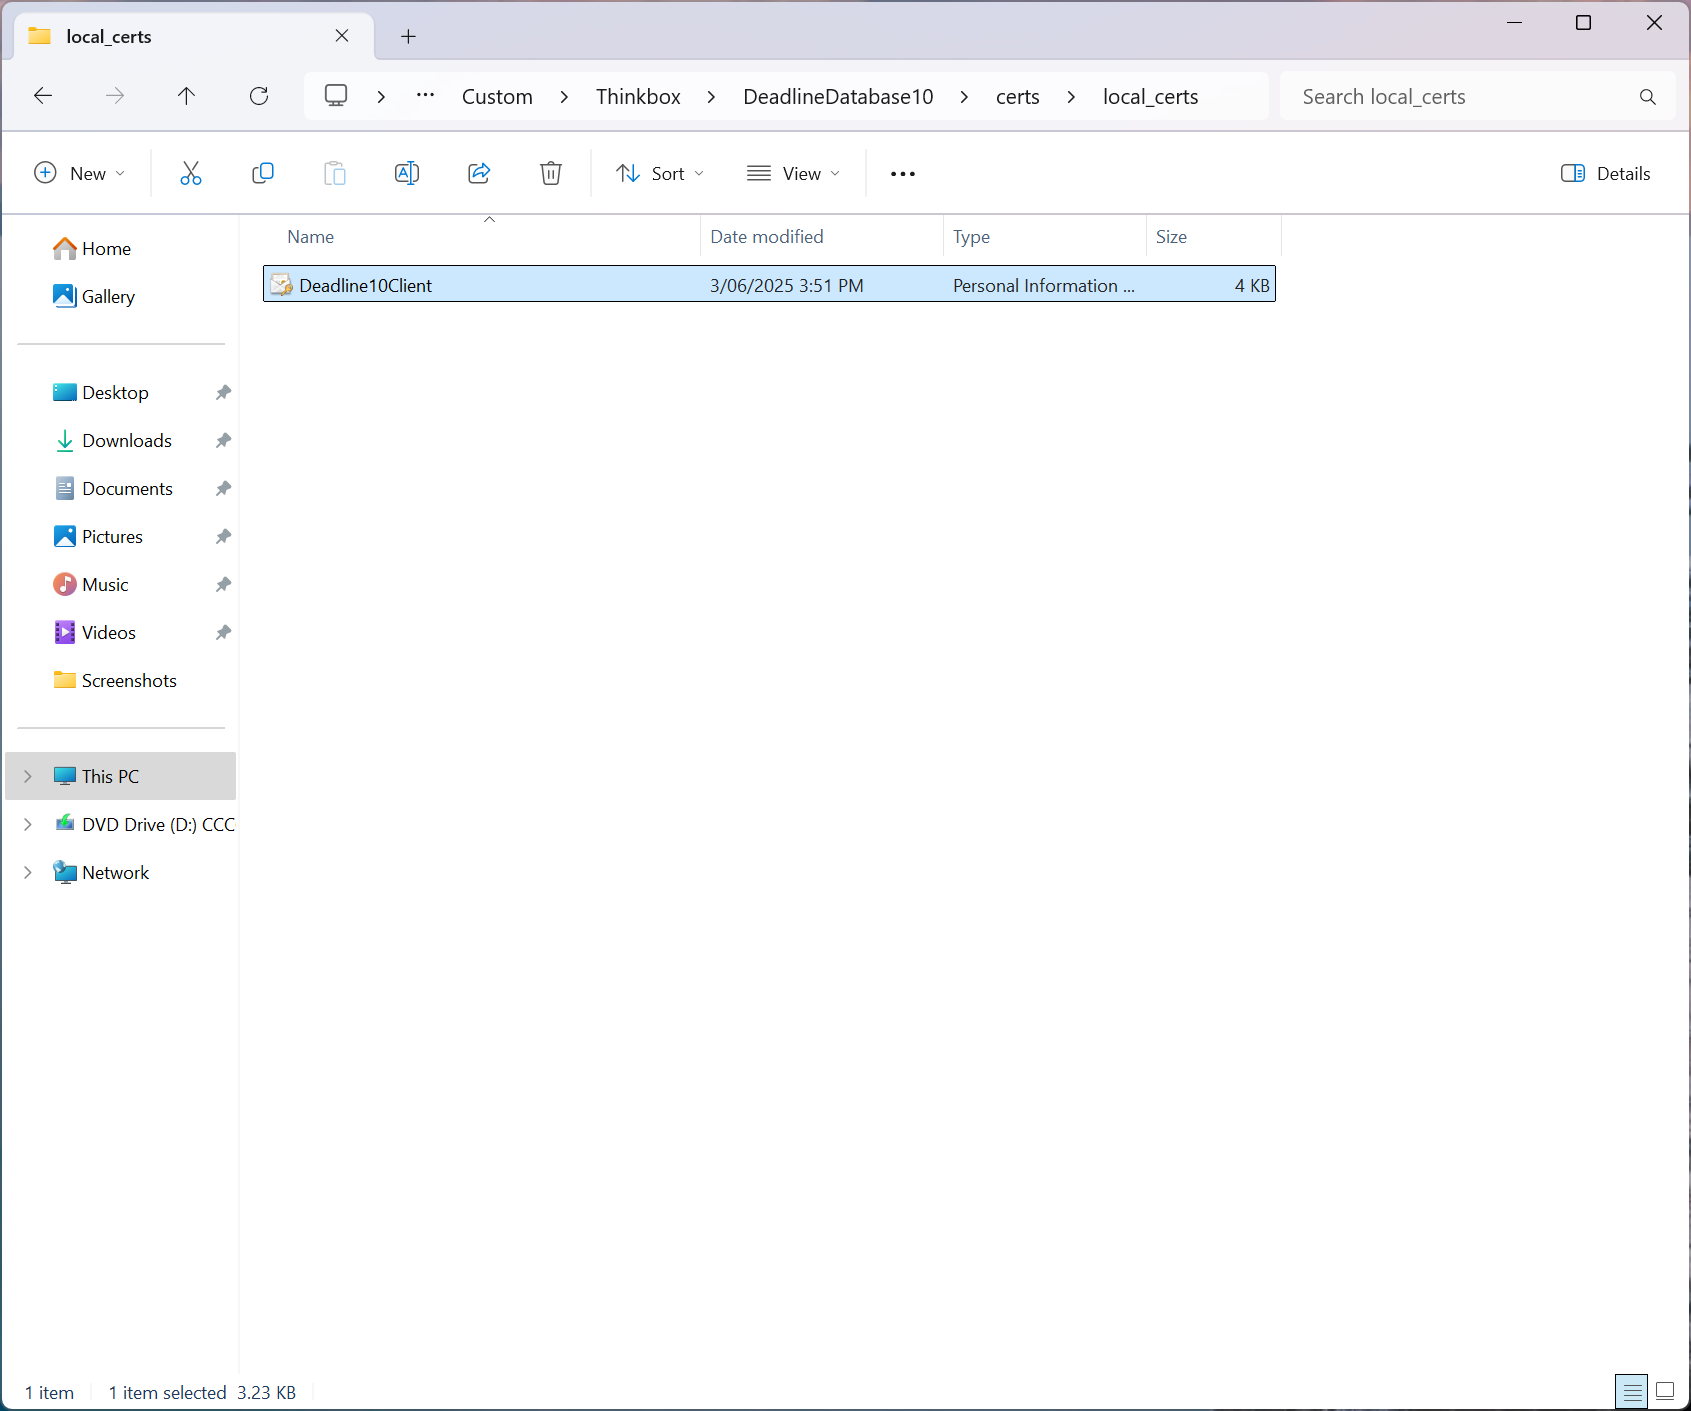 local_certs
Custom > Thinkbox > DeadlineDatabase10 > certs > local_certs
Search local_certs
New
Sort
View
Details
Name
Date modified
Type
Size
Deadline10Client
3/06/2025 3:51 PM
Personal Information ...
4 KB
Home
Gallery
Desktop
Downloads
Documents
Pictures
Music
Videos
Screenshots
This PC
DVD Drive (D:) CCC
Network
1 item
1 item selected 3.23 KB